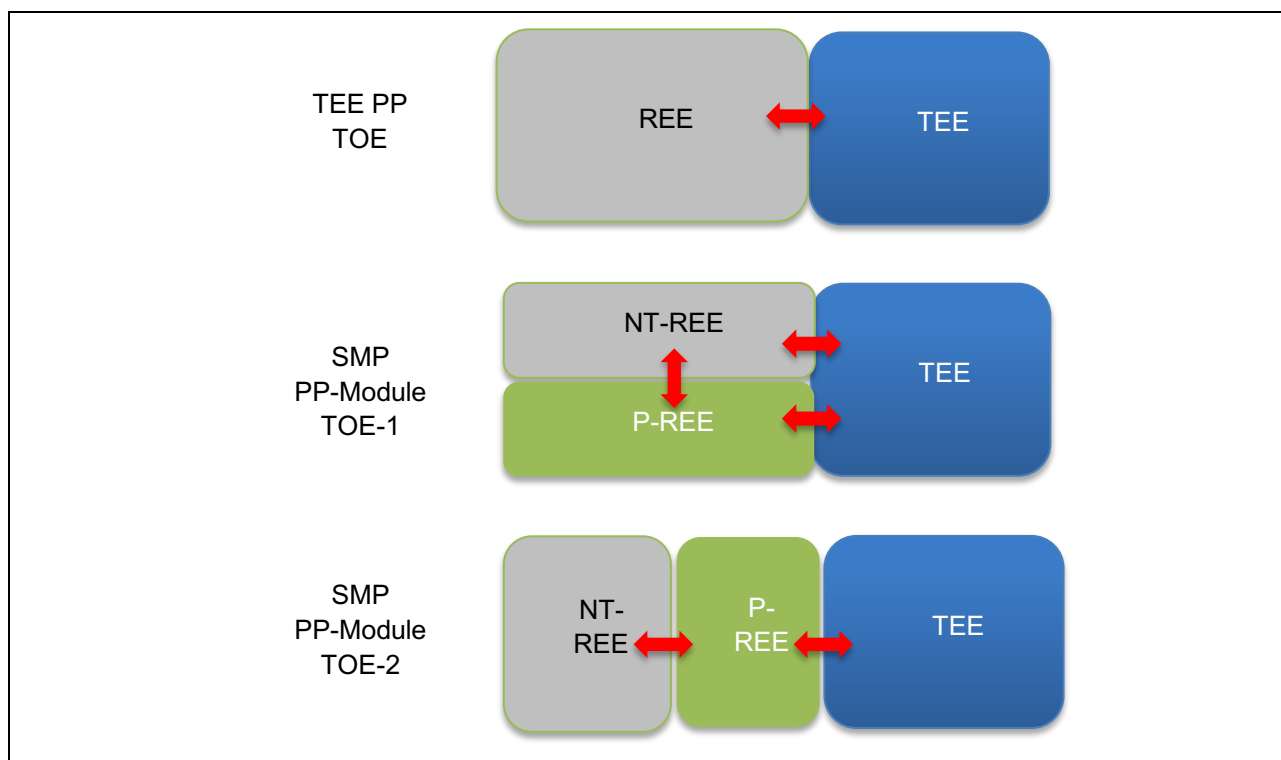 TEE PP
TOE
REE
TEE
SMP
PP-Module
TOE-1
NT-REE
P-REE
TEE
SMP
PP-Module
TOE-2
NT-
REE
P-
REE
TEE